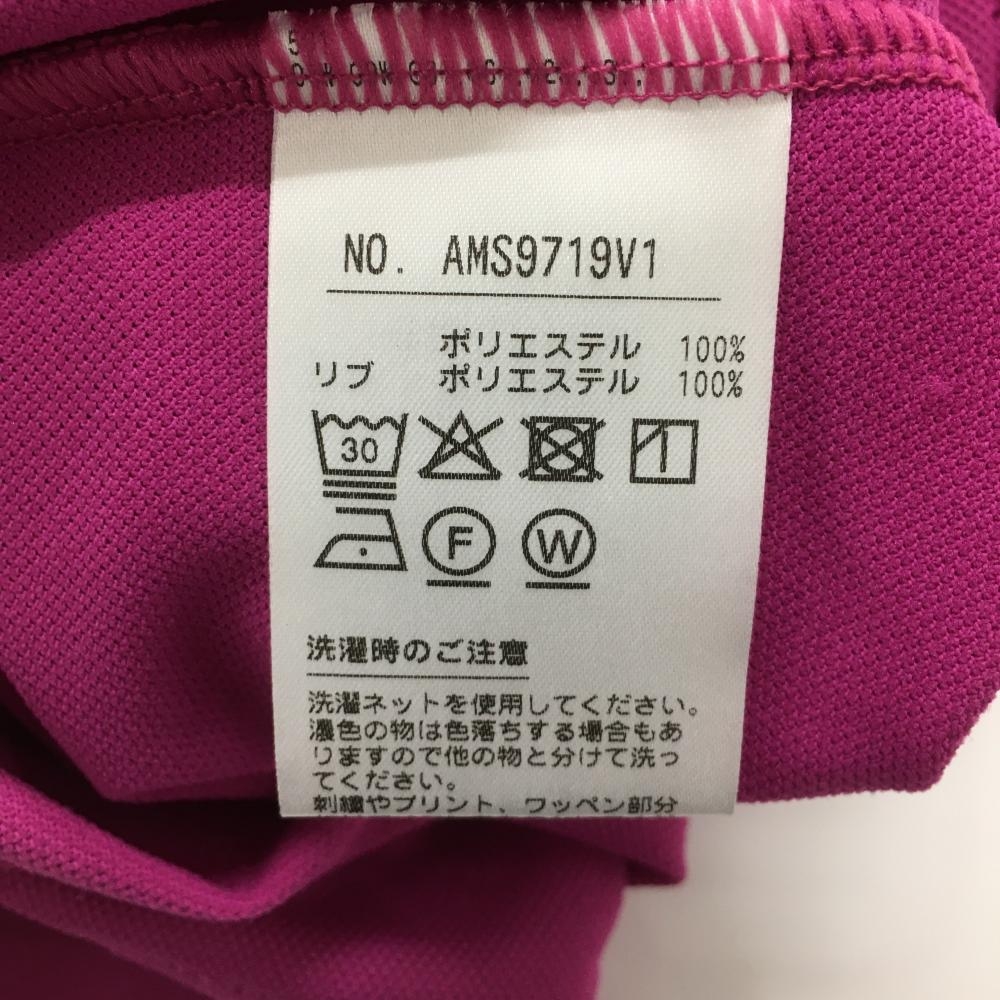 NO. AMS9719V1
ポリエステル 100%
リブ ポリエステル 100%
30
F W
洗濯時のご注意
洗濯ネットを使用してください。
濃色の物は色落ちする場合もあ
りますので他の物と分けて洗っ
てください。
刺繍やプリント、ワッペン部分